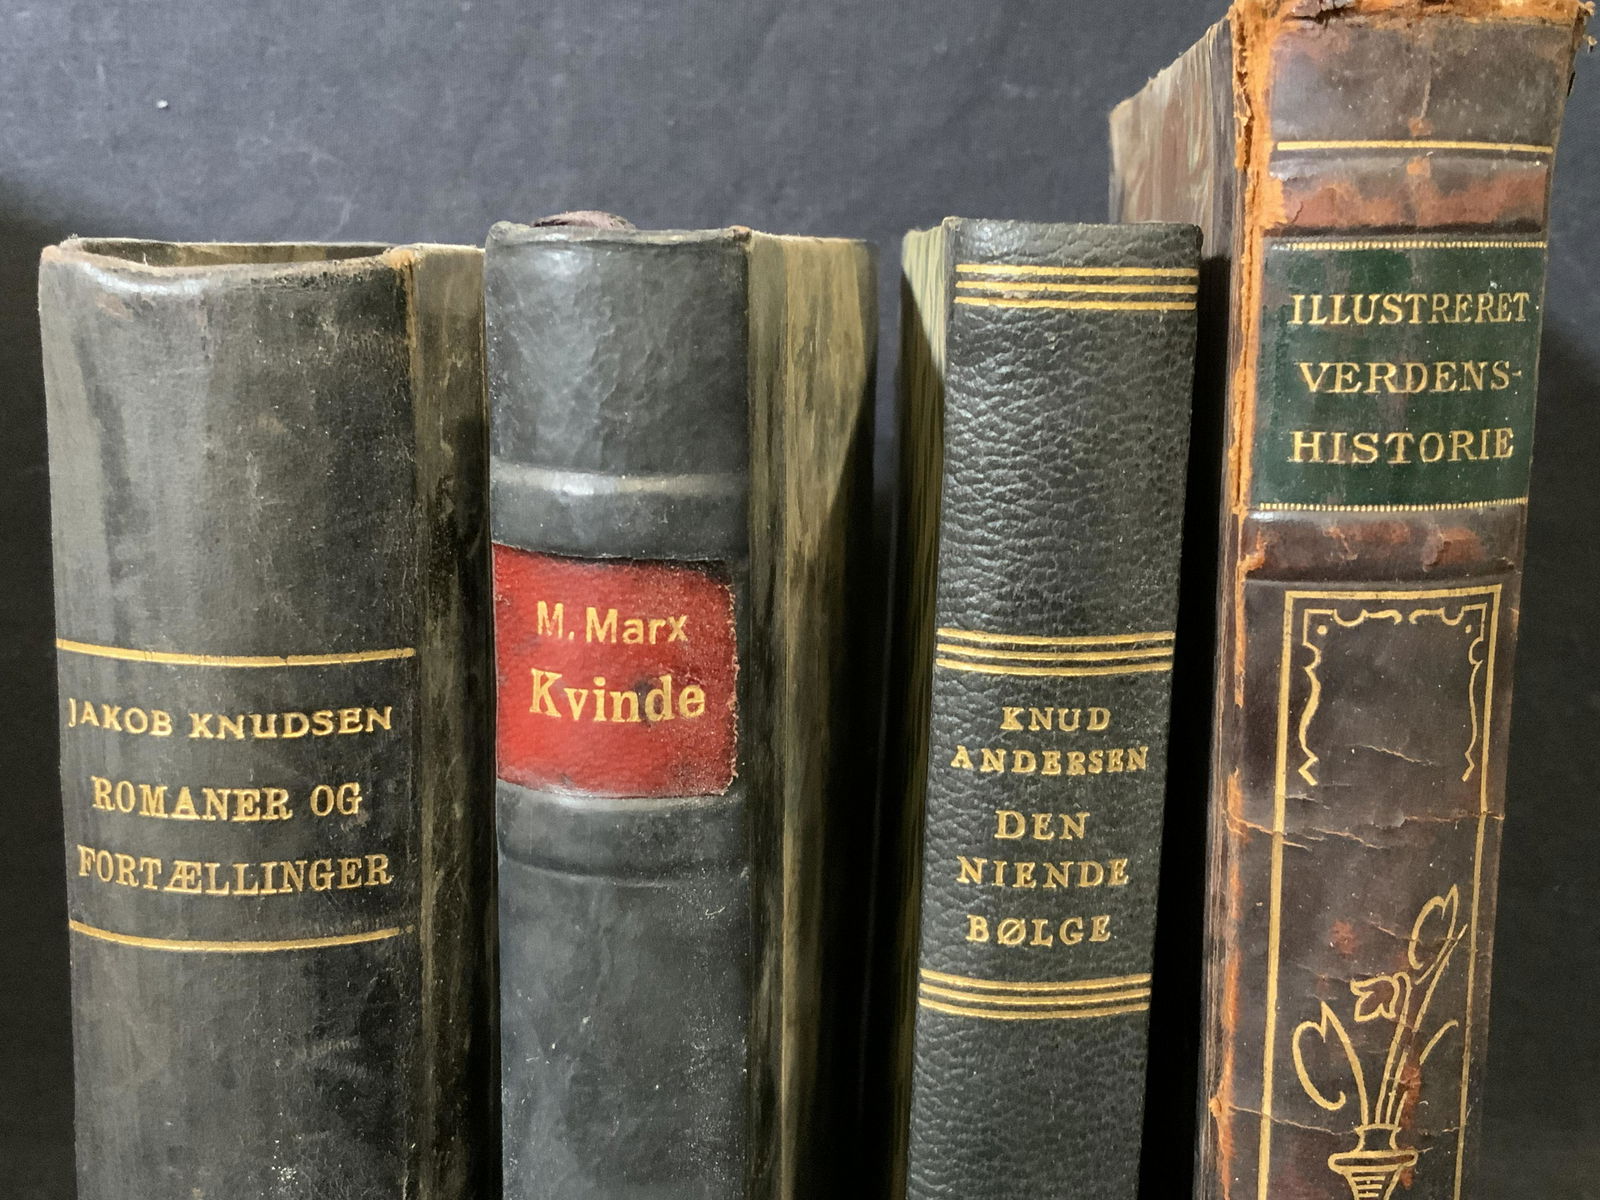 JAKOB KNUDSEN
ROMANER OG
FORTÆLLINGER
M. Marx
Kvinde
KNUD
ANDERSEN
DEN
NIENDE
BØLGE
ILLUSTRERET
VERDENS-
HISTORIE